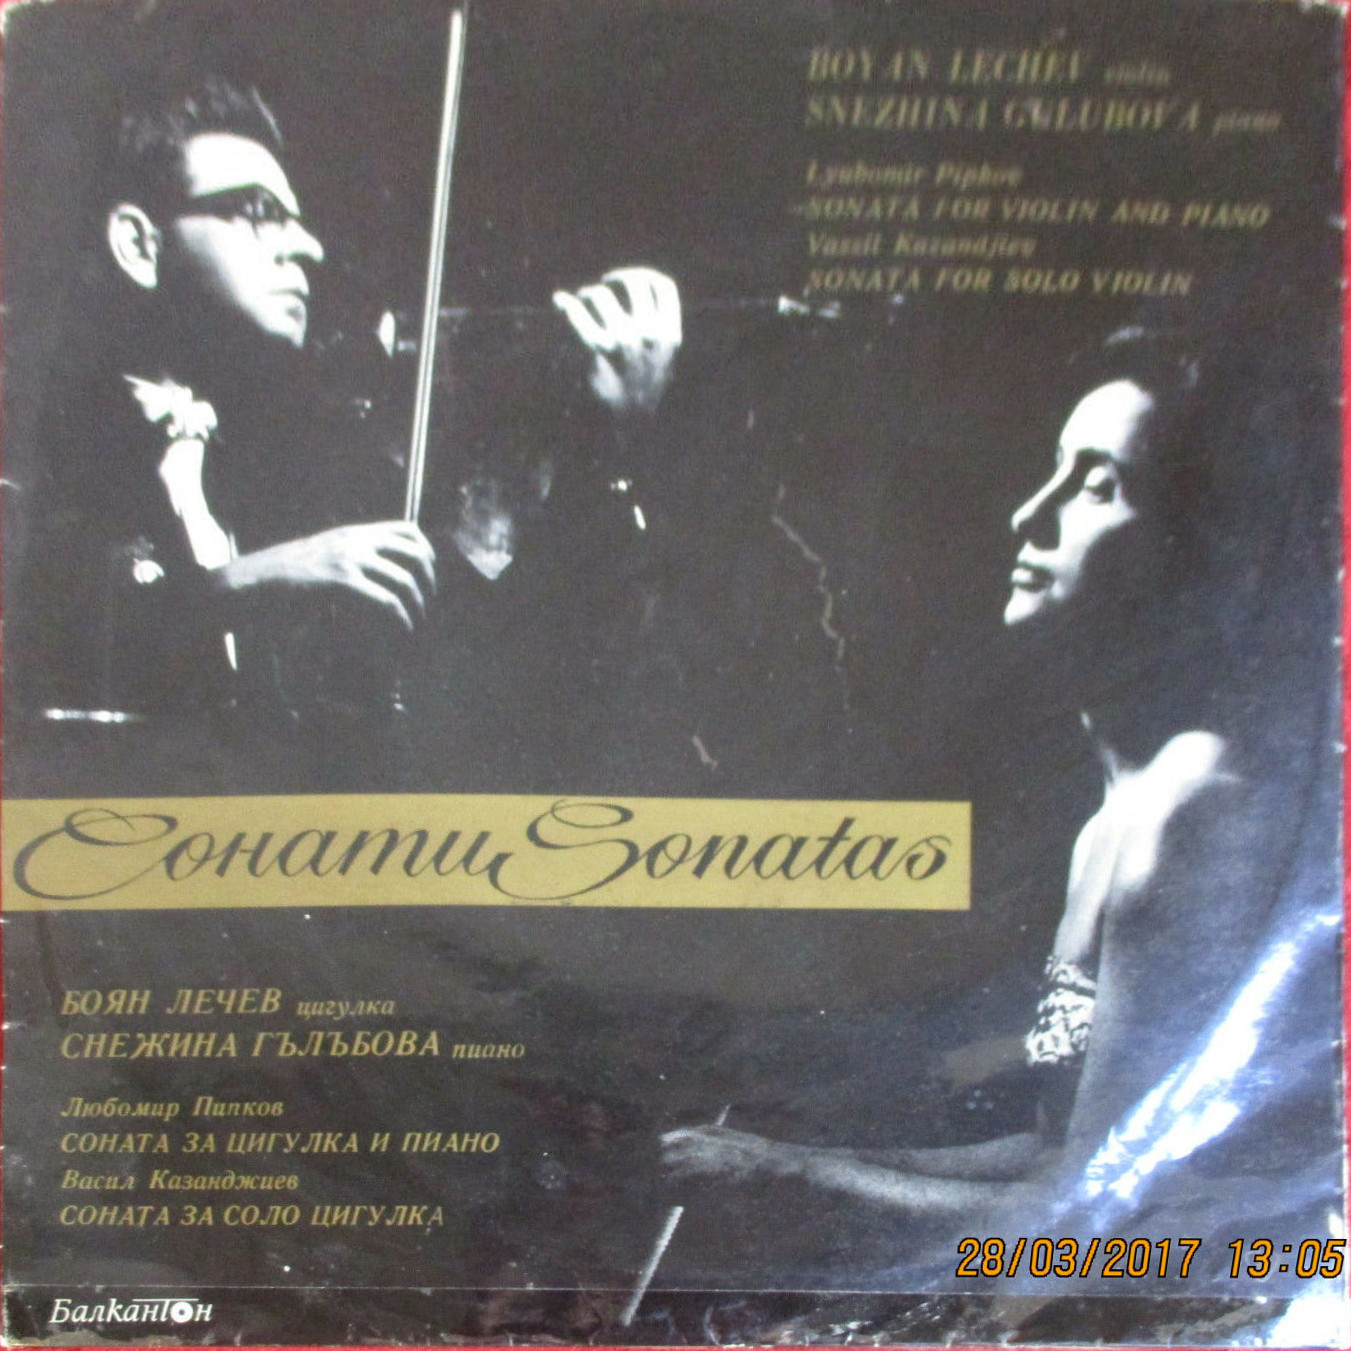 BOYAN LECHEV violin
SNEZHINA GULUBOVA piano
Lyubomir Pipkov
SONATA FOR VIOLIN AND PIANO
Vassil Kazandjiev
SONATA FOR SOLO VIOLIN
Сонати Sonatas
БОЯН ЛЕЧЕВ цигулка
СНЕЖИНА ГЪЛЪБОВА пиано
Любомир Пипков
СОНАТА ЗА ЦИГУЛКА И ПИАНО
Васил Казанджиев
СОНАТА ЗА СОЛО ЦИГУЛКА
28/03/2017 13:05
Балкантон